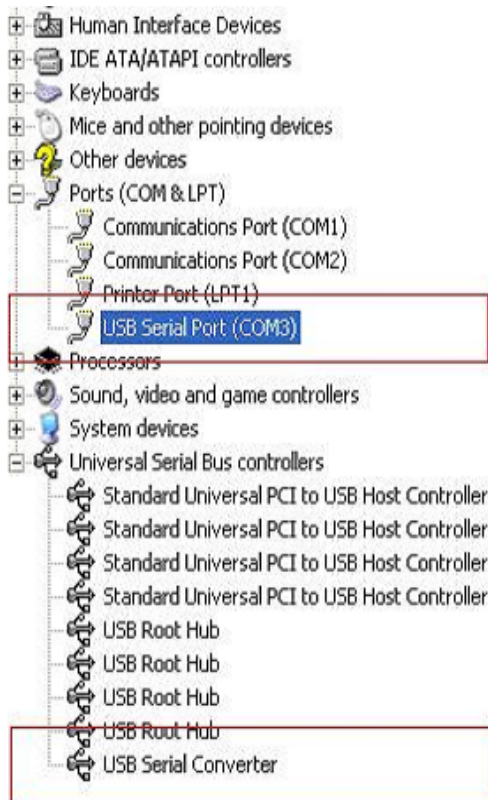 Human Interface Devices
IDE ATA/ATAPI controllers
Keyboards
Mice and other pointing devices
Other devices
Ports (COM & LPT)
Communications Port (COM1)
Communications Port (COM2)
Printer Port (LPT1)
USB Serial Port (COM3)
Processors
Sound, video and game controllers
System devices
Universal Serial Bus controllers
Standard Universal PCI to USB Host Controller
Standard Universal PCI to USB Host Controller
Standard Universal PCI to USB Host Controller
Standard Universal PCI to USB Host Controller
USB Root Hub
USB Root Hub
USB Root Hub
USB Root Hub
USB Serial Converter